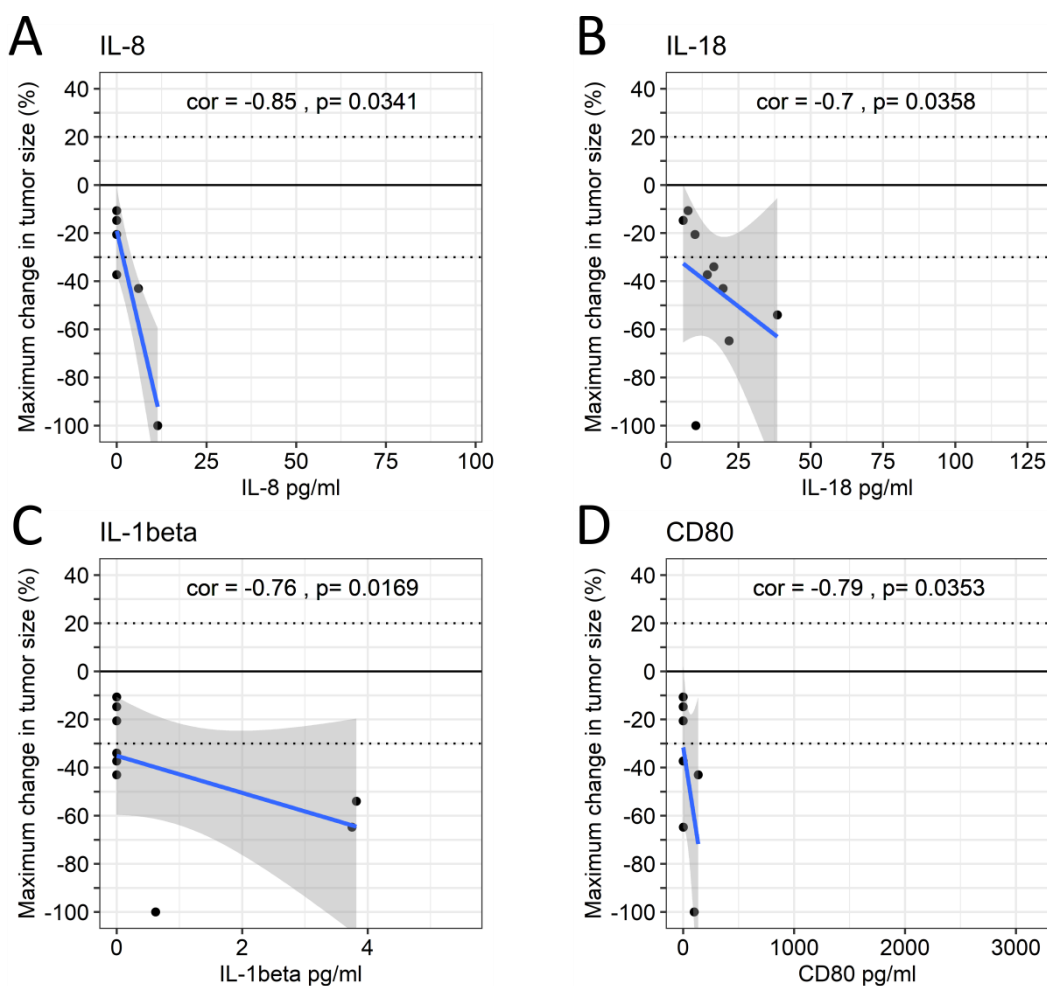 A
IL-8
cor = -0.85 , p= 0.0341
Maximum change in tumor size (%)
40
20
0
-20
-40
-60
-80
-100
0 25 50 75 100
IL-8 pg/ml
B
IL-18
cor = -0.7 , p= 0.0358
Maximum change in tumor size (%)
40
20
0
-20
-40
-60
-80
-100
0 25 50 75 100 125
IL-18 pg/ml
C
IL-1beta
cor = -0.76 , p= 0.0169
Maximum change in tumor size (%)
40
20
0
-20
-40
-60
-80
-100
0 2 4
IL-1beta pg/ml
D
CD80
cor = -0.79 , p= 0.0353
Maximum change in tumor size (%)
40
20
0
-20
-40
-60
-80
-100
0 1000 2000 3000
CD80 pg/ml